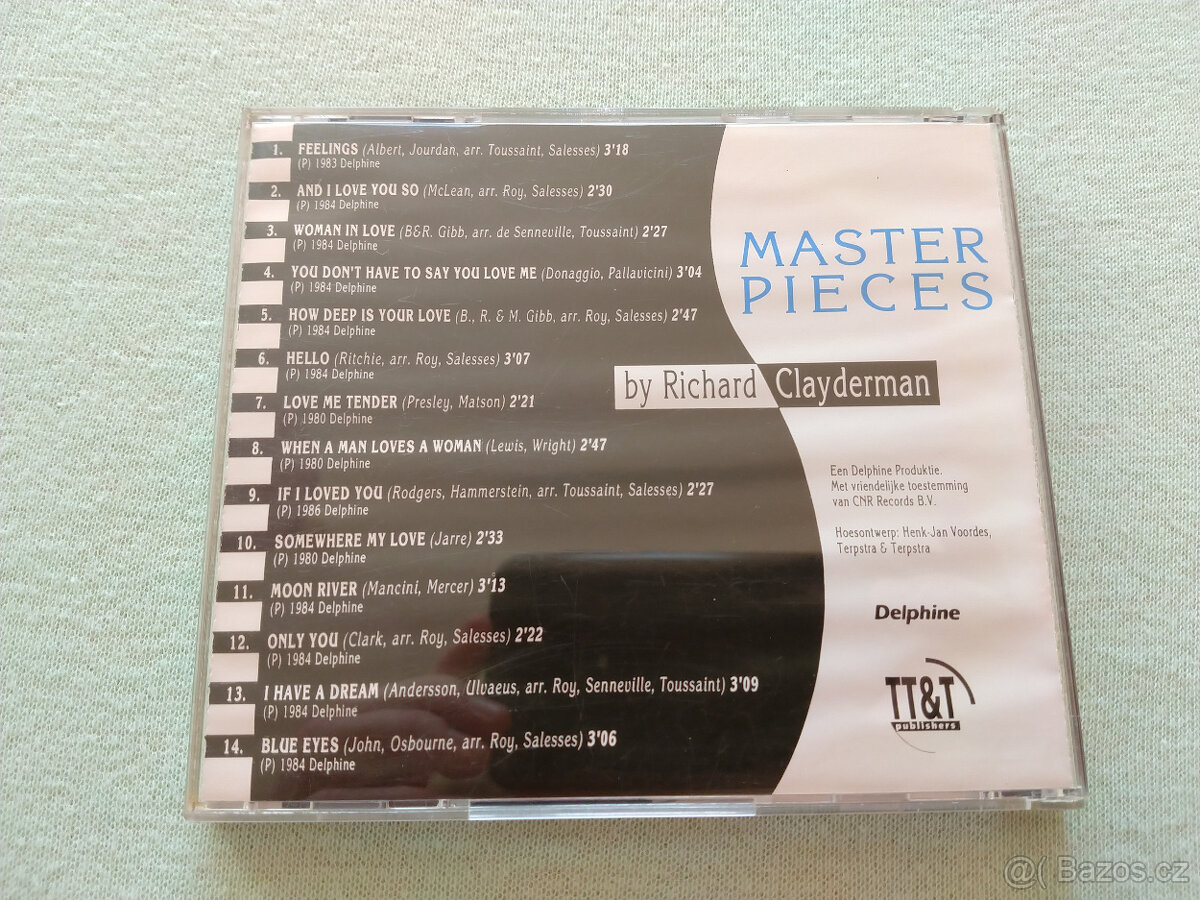 1. FEELINGS (Albert, Jourdan, arr. Toussaint, Salesses) 3'18
(P) 1983 Delphine
2. AND I LOVE YOU SO (McLean, arr. Roy, Salesses) 2'30
(P) 1984 Delphine
3. WOMAN IN LOVE (B&R. Gibb, arr. de Senneville, Toussaint) 2'27
(P) 1984 Delphine
4. YOU DON'T HAVE TO SAY YOU LOVE ME (Donaggio, Pallavicini) 3'04
(P) 1984 Delphine
5. HOW DEEP IS YOUR LOVE (B., R. & M. Gibb, arr. Roy, Salesses) 2'47
(P) 1984 Delphine
6. HELLO (Ritchie, arr. Roy, Salesses) 3'07
(P) 1984 Delphine
7. LOVE ME TENDER (Presley, Matson) 2'21
(P) 1980 Delphine
8. WHEN A MAN LOVES A WOMAN (Lewis, Wright) 2'47
(P) 1980 Delphine
9. IF I LOVED YOU (Rodgers, Hammerstein, arr. Toussaint, Salesses) 2'27
(P) 1986 Delphine
10. SOMEWHERE MY LOVE (Jarre) 2'33
(P) 1980 Delphine
11. MOON RIVER (Mancini, Mercer) 3'13
(P) 1984 Delphine
12. ONLY YOU (Clark, arr. Roy, Salesses) 2'22
(P) 1984 Delphine
13. I HAVE A DREAM (Andersson, Ulvaeus, arr. Roy, Senneville, Toussaint) 3'09
(P) 1984 Delphine
14. BLUE EYES (John, Osbourne, arr. Roy, Salesses) 3'06
(P) 1984 Delphine
MASTER
PIECES
by Richard Clayderman
Een Delphine Produktie.
Met vriendelijke toestemming
van CNR Records B.V.
Hoesontwerp: Henk-Jan Voordes,
Terpstra & Terpstra
Delphine
TT&T
publishers
@( Bazos.cz